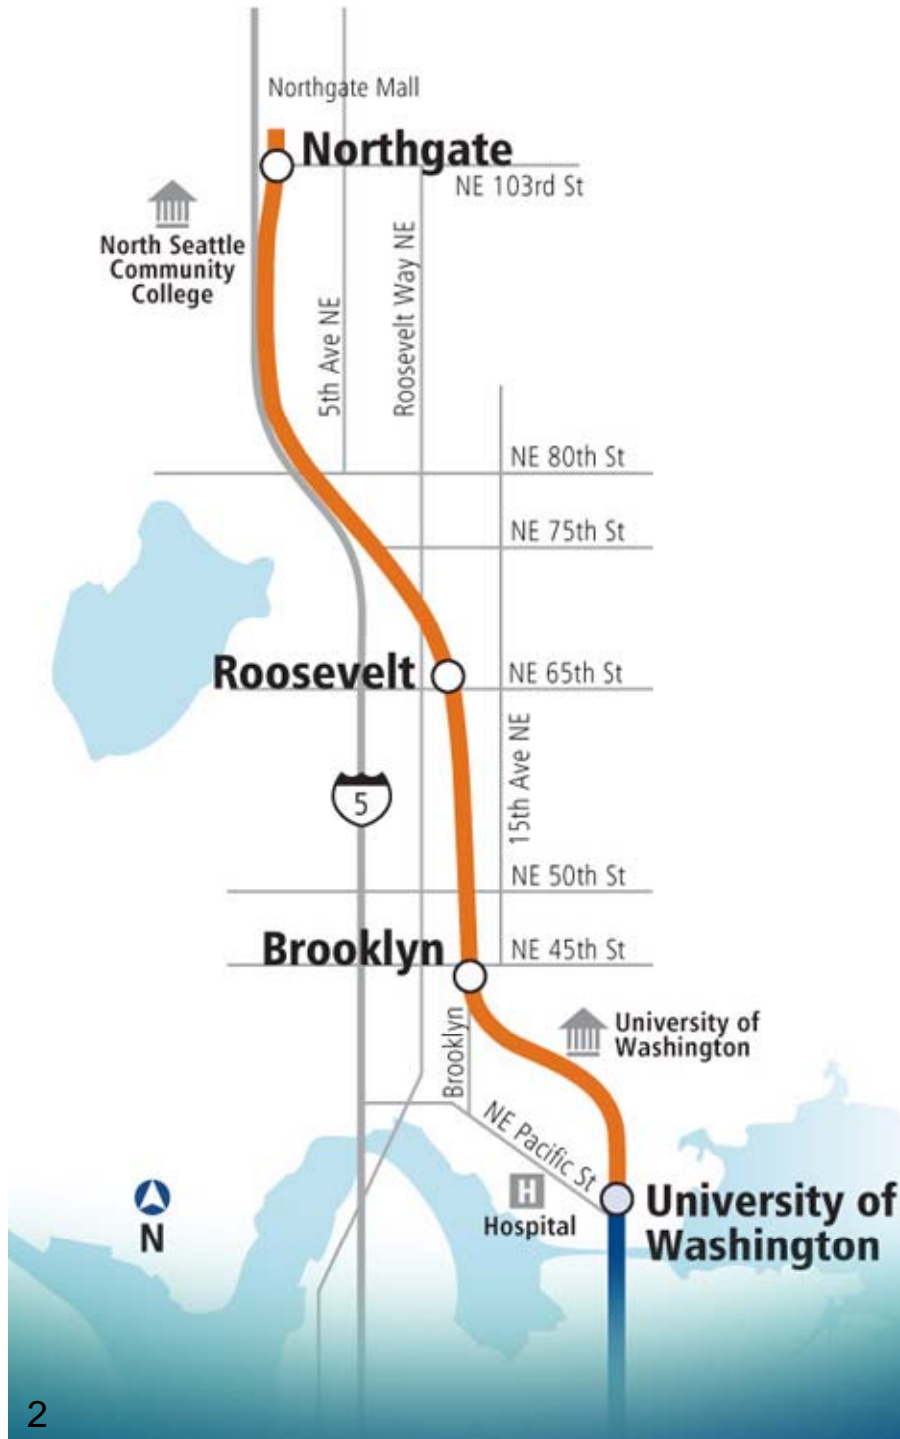 Northgate Mall
Northgate
NE 103rd St
North Seattle
Community
College
5th Ave NE
Roosevelt Way NE
NE 80th St
NE 75th St
Roosevelt
NE 65th St
15th Ave NE
5
NE 50th St
Brooklyn
NE 45th St
Brooklyn
University of
Washington
NE Pacific St
H
Hospital
University of
Washington
N
2